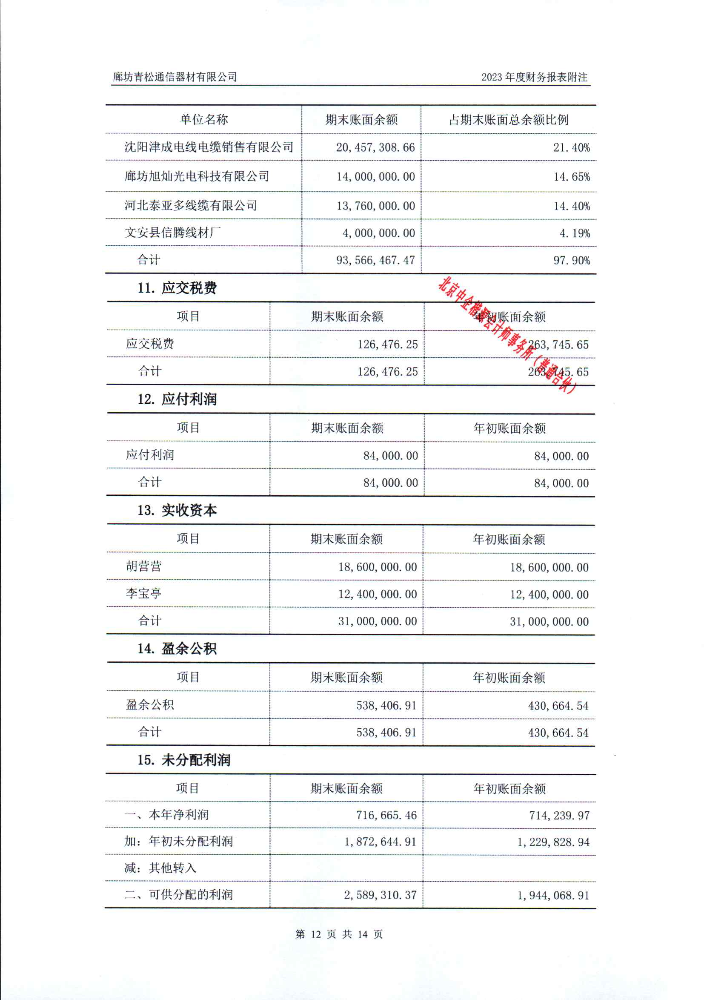 廊坊青松通信器材有限公司 2023 年度财务报表附注
单位名称 期末账面余额 占期末账面总余额比例
沈阳津成电线电缆销售有限公司 20,457,308.66 21.40%
廊坊旭灿光电科技有限公司 14,000,000.00 14.65%
河北泰亚多线缆有限公司 13,760,000.00 14.40%
文安县信腾线材厂 4,000,000.00 4.19%
合计 93,566,467.47 97.90%
11. 应交税费
项目 期末账面余额 年初账面余额
应交税费 126,476.25 263,745.65
合计 126,476.25 263,745.65
北京中企楷源会计师事务所（普通合伙）
12. 应付利润
项目 期末账面余额 年初账面余额
应付利润 84,000.00 84,000.00
合计 84,000.00 84,000.00
13. 实收资本
项目 期末账面余额 年初账面余额
胡营营 18,600,000.00 18,600,000.00
李宝亭 12,400,000.00 12,400,000.00
合计 31,000,000.00 31,000,000.00
14. 盈余公积
项目 期末账面余额 年初账面余额
盈余公积 538,406.91 430,664.54
合计 538,406.91 430,664.54
15. 未分配利润
项目 期末账面余额 年初账面余额
一、本年净利润 716,665.46 714,239.97
加：年初未分配利润 1,872,644.91 1,229,828.94
减：其他转入
二、可供分配的利润 2,589,310.37 1,944,068.91
第 12 页 共 14 页